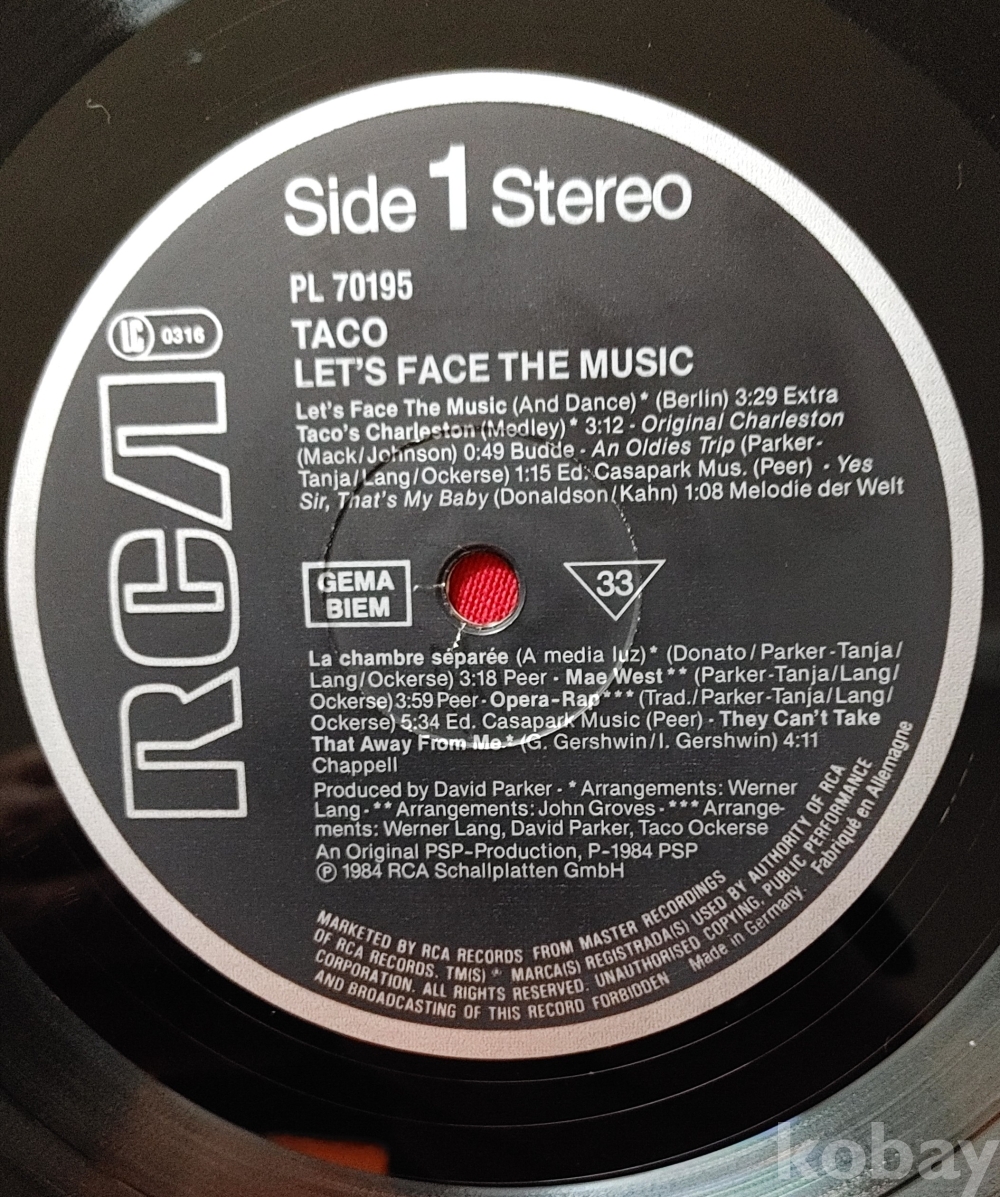 Side 1 Stereo
PL 70195
LC 0316
TACO
LET'S FACE THE MUSIC
Let's Face The Music (And Dance)* (Berlin) 3:29 Extra
Taco's Charleston (Medley)* 3:12 - Original Charleston
(Mack/Johnson) 0:49 Budde - An Oldies Trip (Parker-
Tanja/Lang/Ockerse) 1:15 Ed. Casapark Mus. (Peer) - Yes
Sir, That's My Baby (Donaldson/Kahn) 1:08 Melodie der Welt
RCA
GEMA
BIEM
33
La chambre séparée (A media luz)* (Donato/Parker-Tanja/
Lang/Ockerse) 3:18 Peer - Mae West** (Parker-Tanja/Lang/
Ockerse) 3:59 Peer - Opera-Rap*** (Trad./Parker-Tanja/Lang/
Ockerse) 5:34 Ed. Casapark Music (Peer) - They Can't Take
That Away From Me* (G. Gershwin/I. Gershwin) 4:11
Chappell
Produced by David Parker - *Arrangements: Werner
Lang - **Arrangements: John Groves - ***Arrange-
ments: Werner Lang, David Parker, Taco Ockerse
An Original PSP-Production, P-1984 PSP
℗ 1984 RCA Schallplatten GmbH
MARKETED BY RCA RECORDS FROM MASTER RECORDINGS
OF RCA RECORDS. TM(S) ® MARCA(S) REGISTRADA(S) USED BY AUTHORITY OF RCA
CORPORATION. ALL RIGHTS RESERVED. UNAUTHORISED COPYING. PUBLIC PERFORMANCE
AND BROADCASTING OF THIS RECORD FORBIDDEN Made in Germany. Fabriqué en Allemagne
kobay